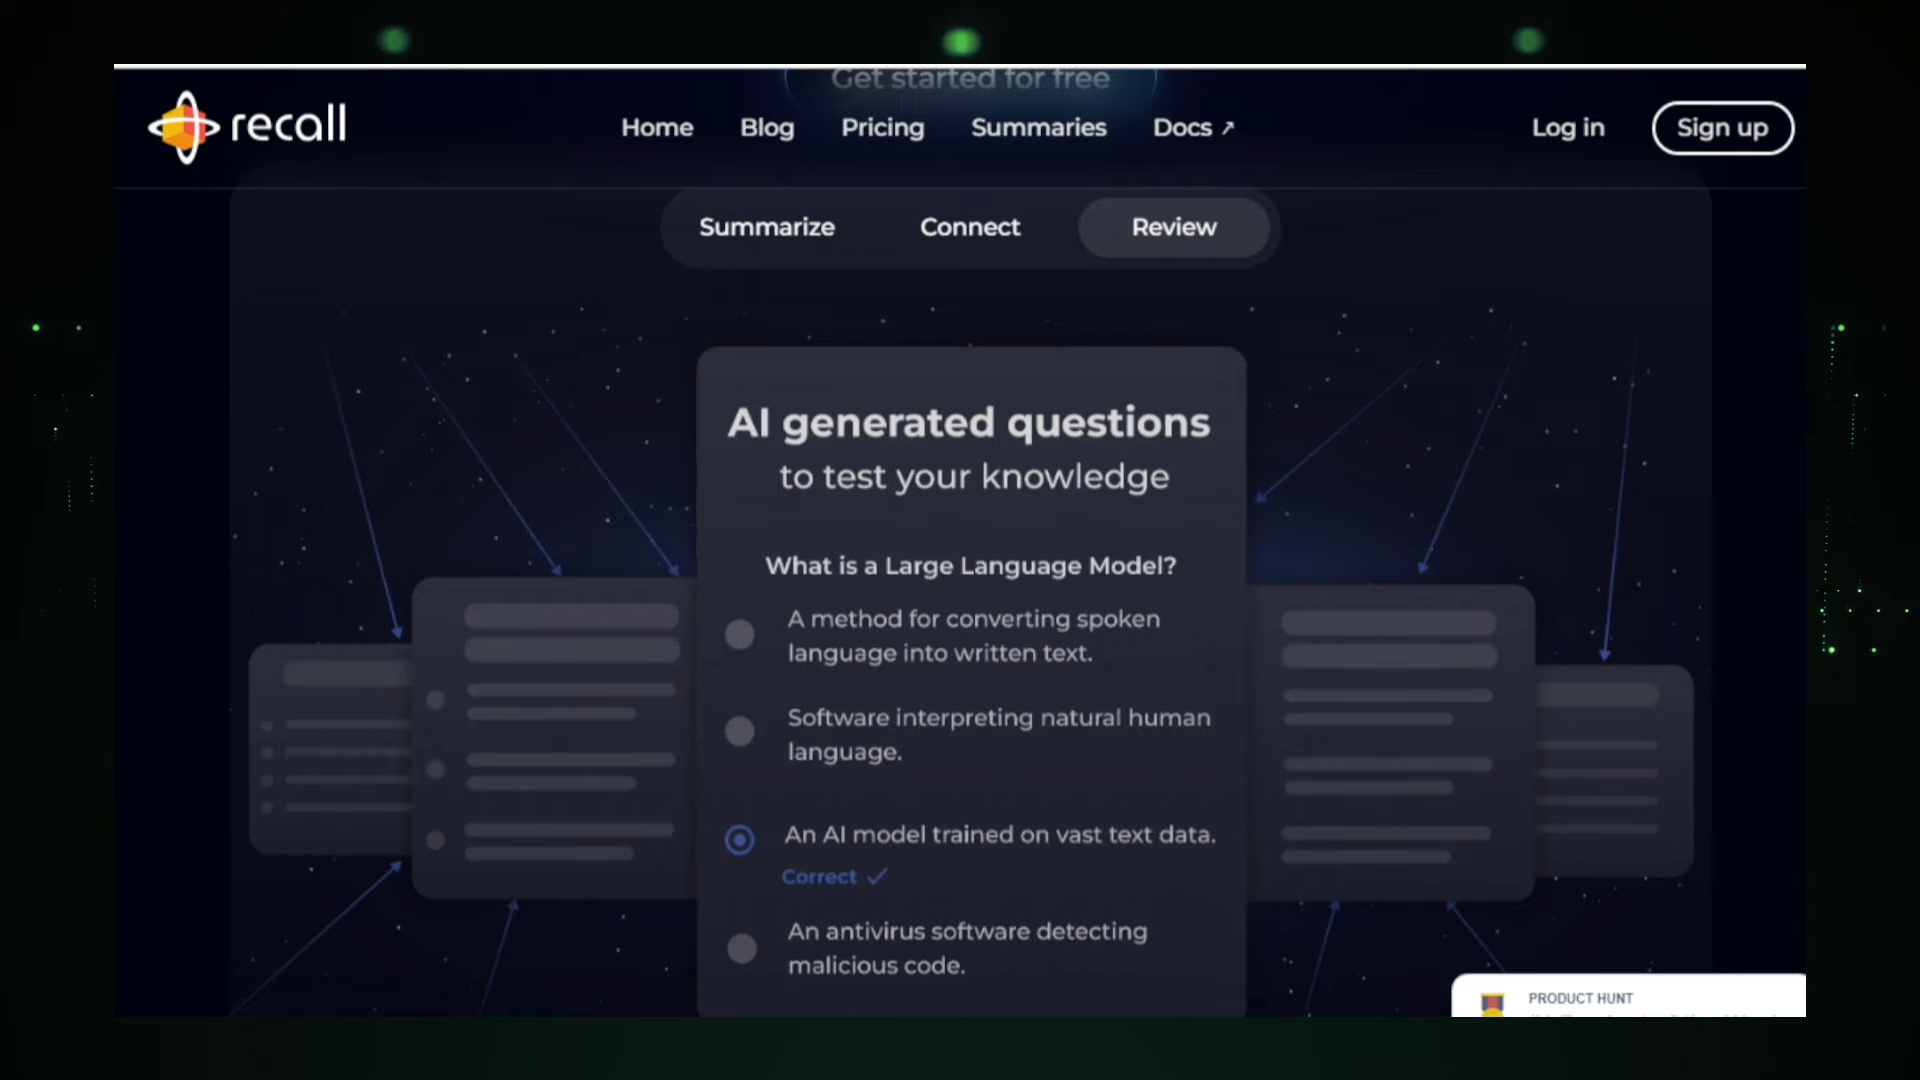 Get started for free
recall
Home Blog Pricing Summaries Docs ↗ Log in Sign up
Summarize Connect Review
AI generated questions
to test your knowledge
What is a Large Language Model?
A method for converting spoken
language into written text.
Software interpreting natural human
language.
An AI model trained on vast text data.
Correct ✓
An antivirus software detecting
malicious code.
PRODUCT HUNT